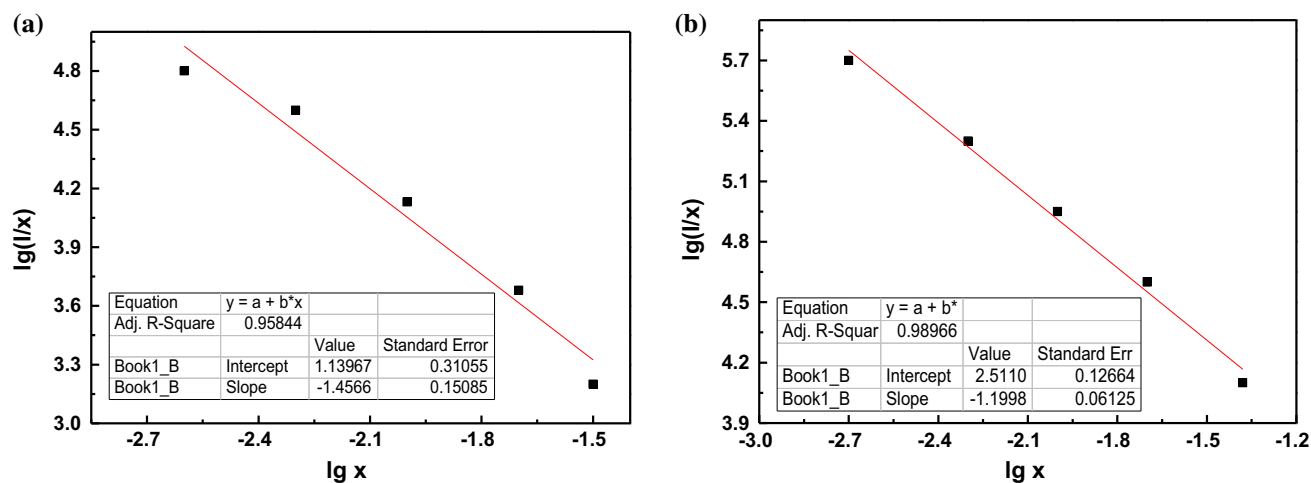 (a)
lg(I/x)
4.8
4.5
4.2
3.9
3.6
3.3
3.0
Equation y = a + b*x
Adj. R-Square 0.95844
Value Standard Error
Book1_B Intercept 1.13967 0.31055
Book1_B Slope -1.4566 0.15085
-2.7 -2.4 -2.1 -1.8 -1.5
lg x
(b)
lg(I/x)
5.7
5.4
5.1
4.8
4.5
4.2
3.9
Equation y = a + b*
Adj. R-Squar 0.98966
Value Standard Err
Book1_B Intercept 2.5110 0.12664
Book1_B Slope -1.1998 0.06125
-3.0 -2.7 -2.4 -2.1 -1.8 -1.5 -1.2
lg x